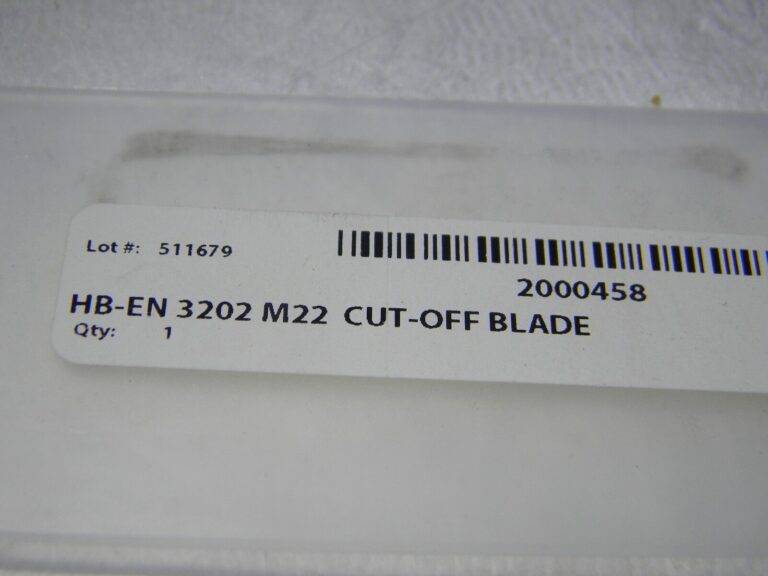 Lot #: 511679
2000458
HB-EN 3202 M22 CUT-OFF BLADE
Qty: 1